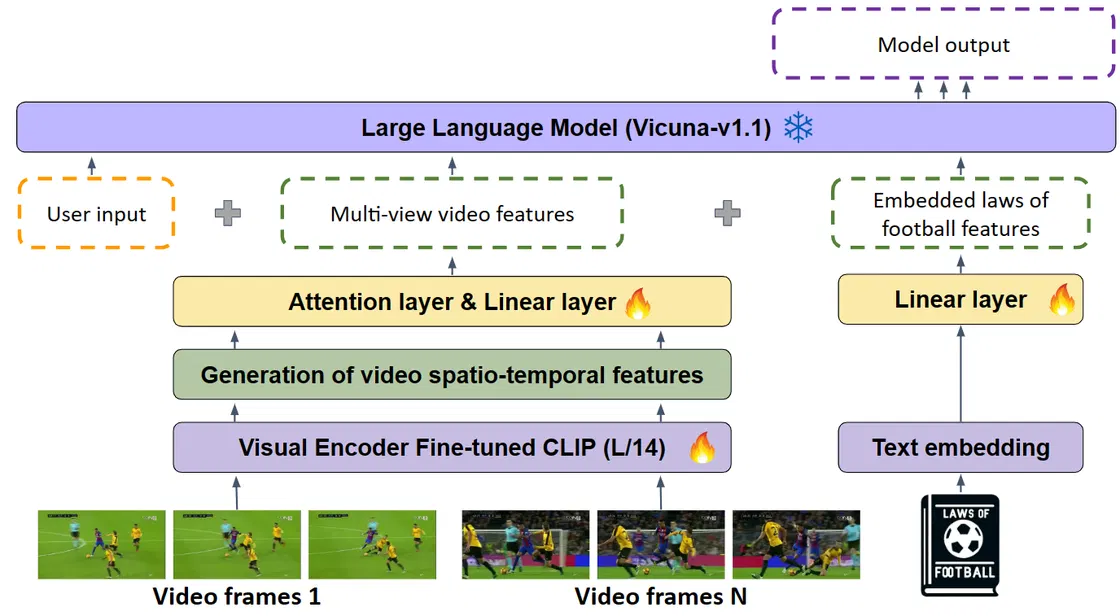 Model output
Large Language Model (Vicuna-v1.1)
User input
Multi-view video features
Embedded laws of
football features
Attention layer & Linear layer
Linear layer
Generation of video spatio-temporal features
Visual Encoder Fine-tuned CLIP (L/14)
Text embedding
LAWS OF
FOOTBALL
Video frames 1
Video frames N